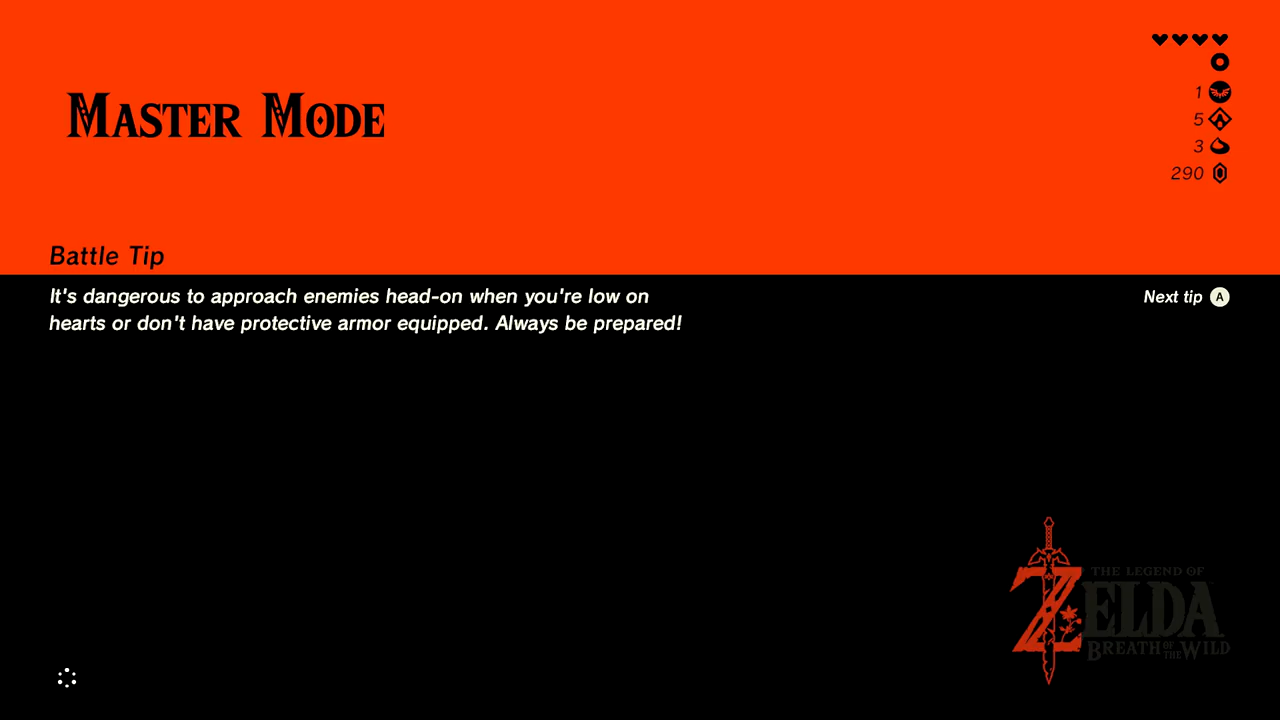 Master Mode
1
5
3
290
Battle Tip
It's dangerous to approach enemies head-on when you're low on
hearts or don't have protective armor equipped. Always be prepared!
Next tip A
THE LEGEND OF
ZELDA
BREATH OF THE WILD